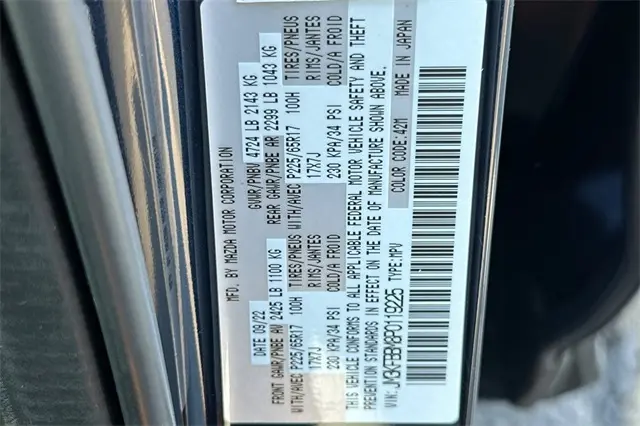 MFD. BY MAZDA MOTOR CORPORATION
DATE 09/22 GVWR/PNBV 4724 LB 2143 KG
FRONT GAWR/PNBE AV 2425 LB 1100 KG REAR GAWR/PNBE AR 2299 LB 1043 KG
WITH/AVEC P225/65R17 100H TIRES/PNEUS WITH/AVEC P225/65R17 100H TIRES/PNEUS
17X7J RIMS/JANTES 17X7J RIMS/JANTES
230 KPA/34 PSI COLD/A FROID 230 KPA/34 PSI COLD/A FROID
THIS VEHICLE CONFORMS TO ALL APPLICABLE FEDERAL MOTOR VEHICLE SAFETY AND THEFT
PREVENTION STANDARDS IN EFFECT ON THE DATE OF MANUFACTURE SHOWN ABOVE.
COLOR CODE: 42M MADE IN JAPAN
VIN: TYPE: MPV